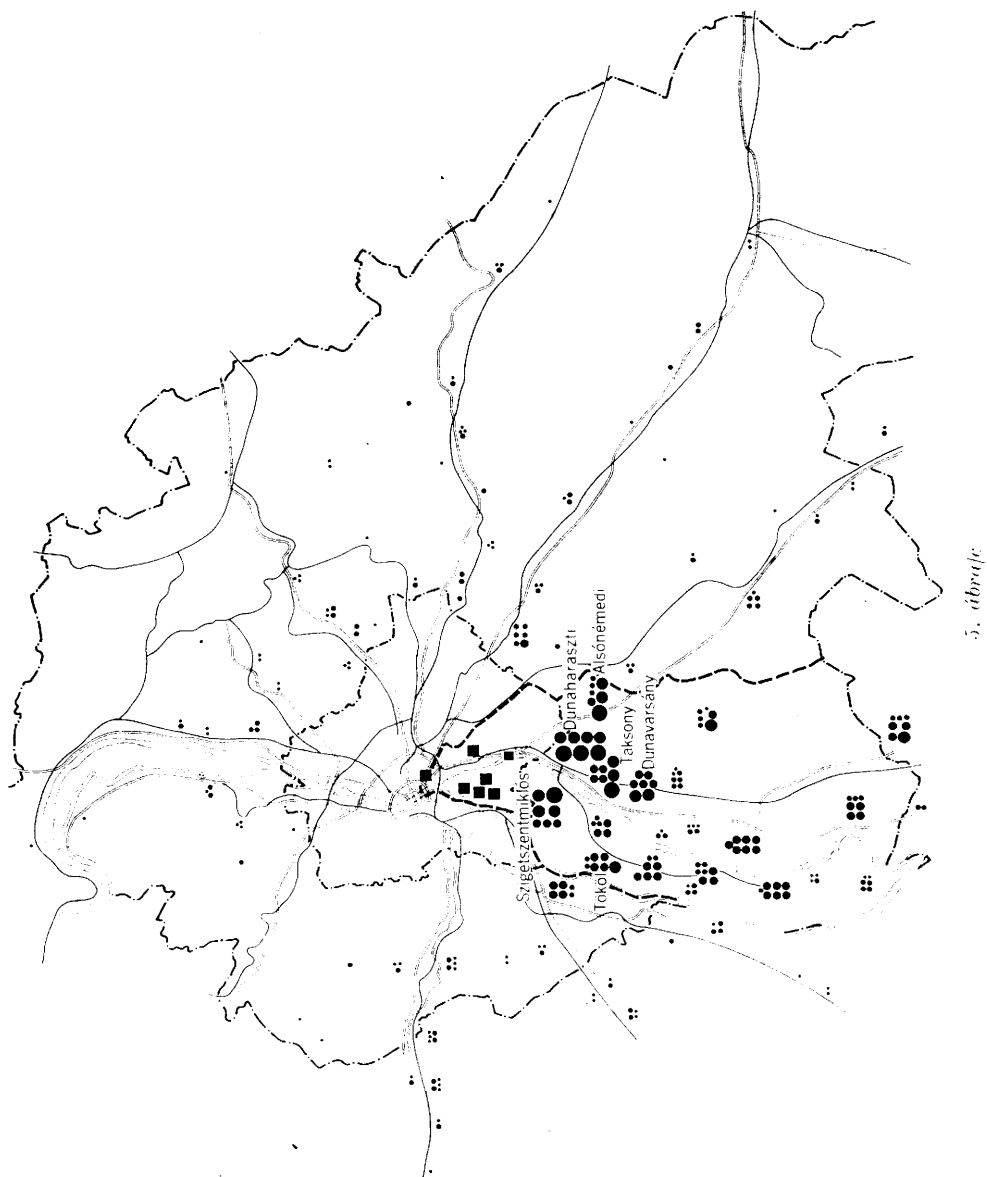 Szigetszentmiklós
Tököl
Dunaharaszti
Alsónémedi
Taksony
Dunavarsány
5. ábra/c